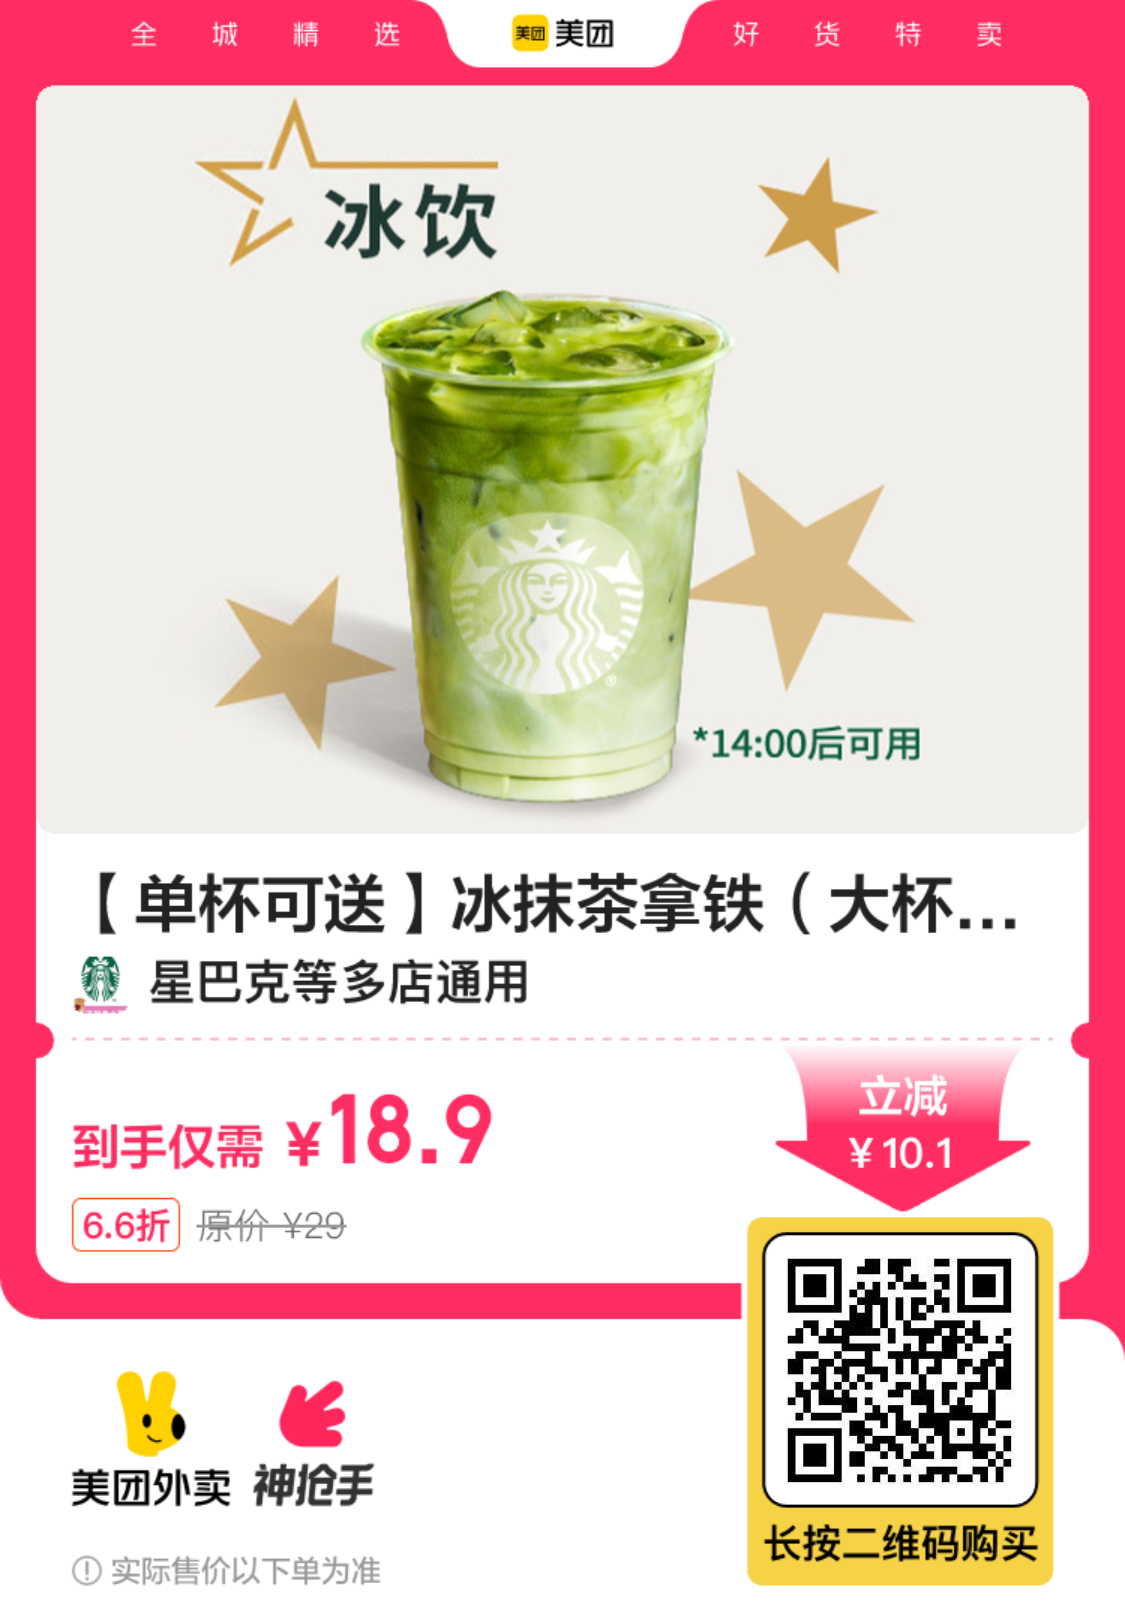 全城精选 美团 美团 好货特卖
冰饮
*14:00后可用
【单杯可送】冰抹茶拿铁（大杯...
星巴克等多店通用
到手仅需 ¥18.9
立减
¥10.1
6.6折 原价 ¥29
美团外卖 神抢手
长按二维码购买
实际售价以下单为准